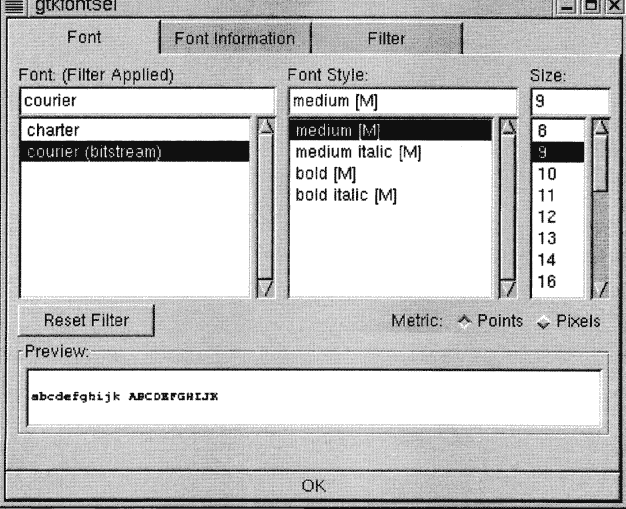 gtkfontsel
Font Font Information Filter
Font: (Filter Applied) Font Style: Size:
courier medium [M] 9
charter medium [M] 8
courier (bitstream) medium italic [M] 9
bold [M] 10
bold italic [M] 11
12
13
14
16
Reset Filter Metric: Points Pixels
Preview:
abcdefghijk ABCDEFGHIJK
OK